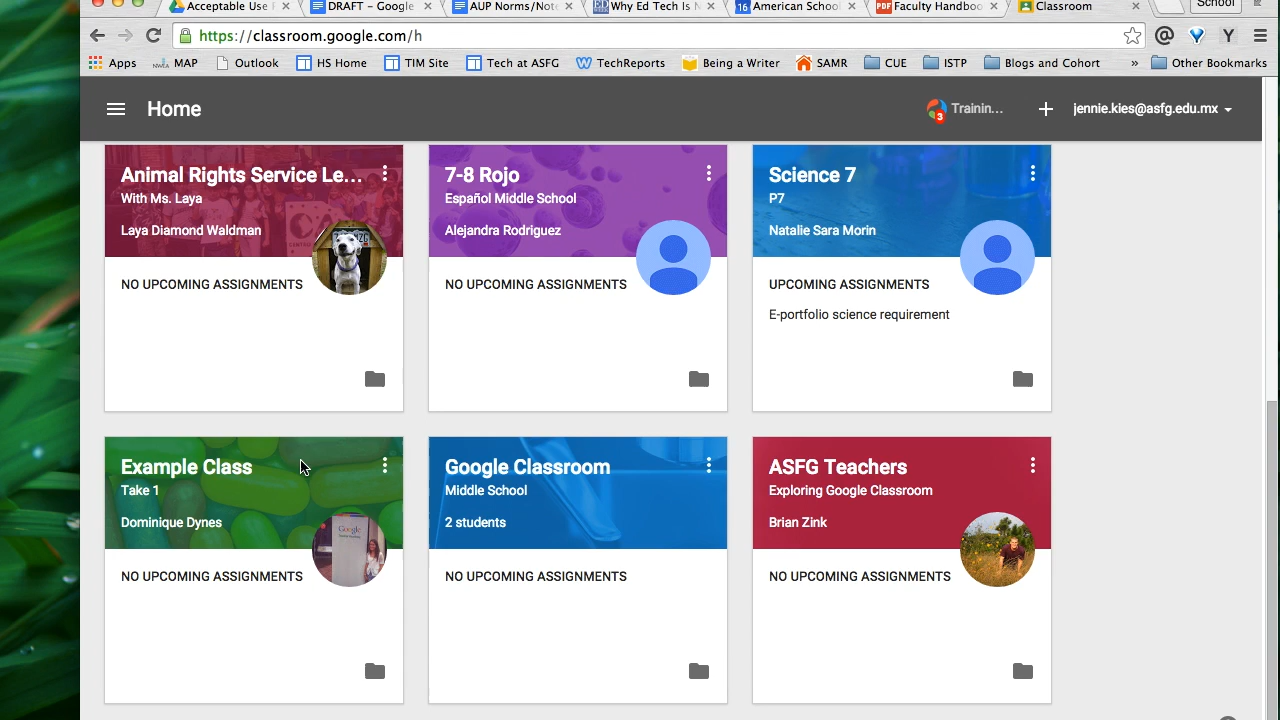 Acceptable Use
DRAFT – Google
AUP Norms/Not
Why Ed Tech Is N
American School
Faculty Handboo
Classroom
School
https://classroom.google.com/h
Apps
MAP
Outlook
HS Home
TIM Site
Tech at ASFG
TechReports
Being a Writer
SAMR
CUE
ISTP
Blogs and Cohort
»
Other Bookmarks
Home
3
Trainin...
jennie.kies@asfg.edu.mx
Animal Rights Service Le...
With Ms. Laya
Laya Diamond Waldman
NO UPCOMING ASSIGNMENTS
7-8 Rojo
Español Middle School
Alejandra Rodriguez
NO UPCOMING ASSIGNMENTS
Science 7
P7
Natalie Sara Morin
UPCOMING ASSIGNMENTS
E-portfolio science requirement
Example Class
Take 1
Dominique Dynes
Google
NO UPCOMING ASSIGNMENTS
Google Classroom
Middle School
2 students
NO UPCOMING ASSIGNMENTS
ASFG Teachers
Exploring Google Classroom
Brian Zink
NO UPCOMING ASSIGNMENTS